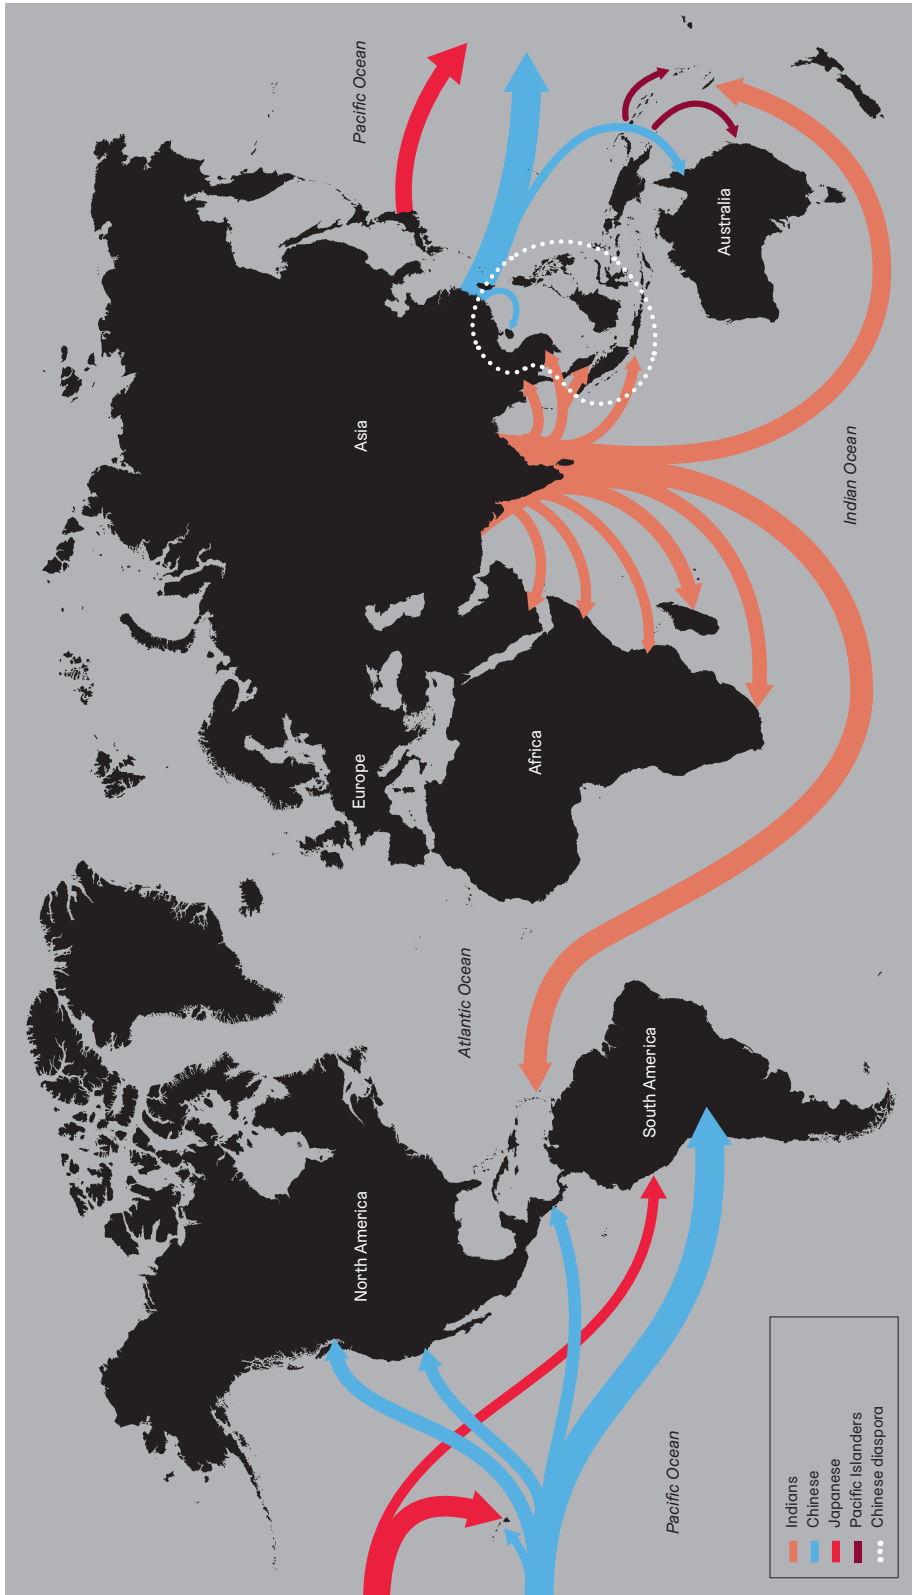 Pacific Ocean
Asia
Europe
Africa
Australia
Indian Ocean
Atlantic Ocean
North America
South America
Pacific Ocean
Indians
Chinese
Japanese
Pacific Islanders
Chinese diaspora